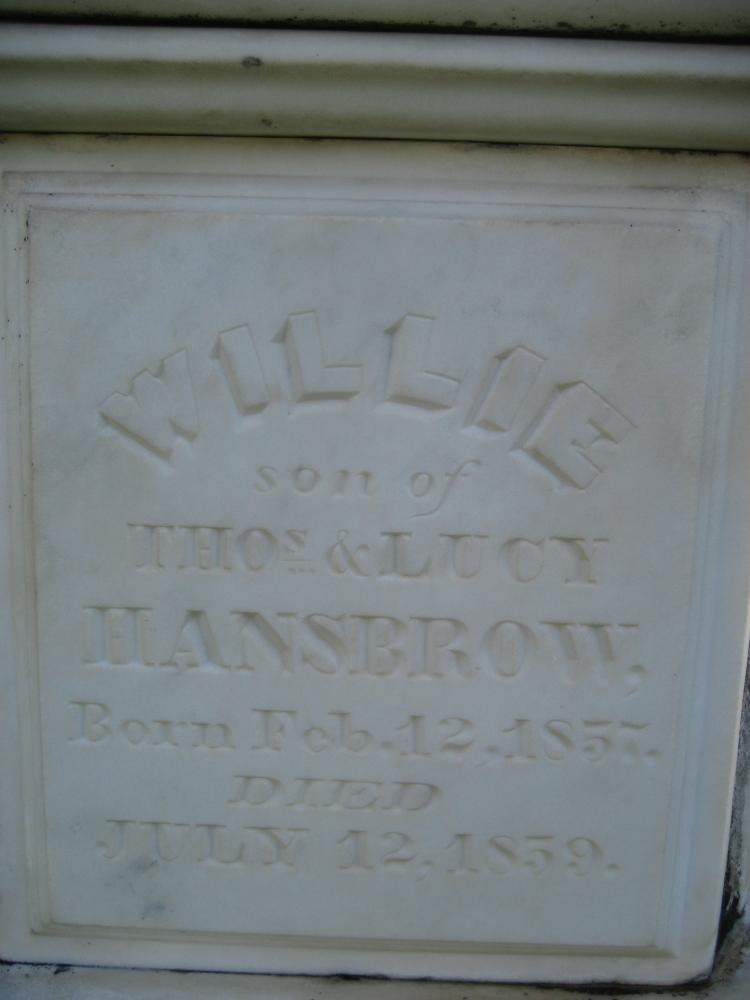 WILLIE
son of
THOS & LUCY
HANSBROW,
Born Feb. 12, 1857.
DIED
JULY 12, 1859.